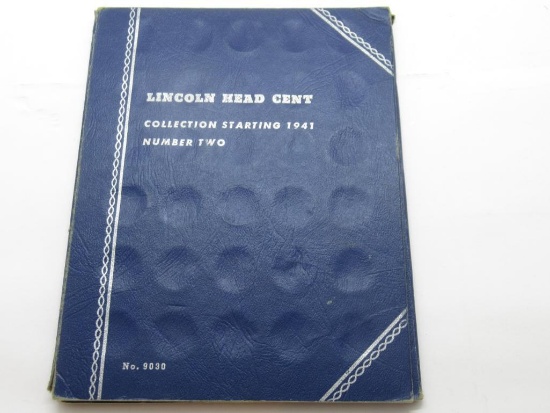 LINCOLN HEAD CENT
COLLECTION STARTING 1941
NUMBER TWO
No. 9030